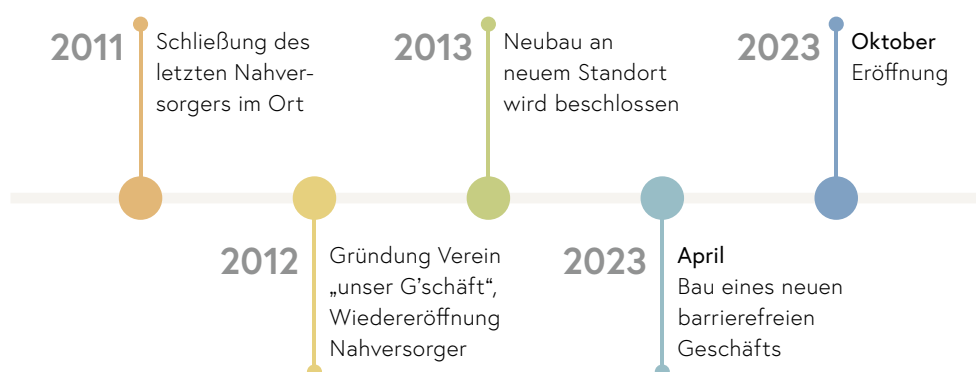 2011
Schließung des
letzten Nahver-
sorgers im Ort
2012
Gründung Verein
„unser G’schäft“,
Wiedereröffnung
Nahversorger
2013
Neubau an
neuem Standort
wird beschlossen
2023
April
Bau eines neuen
barrierefreien
Geschäfts
2023
Oktober
Eröffnung